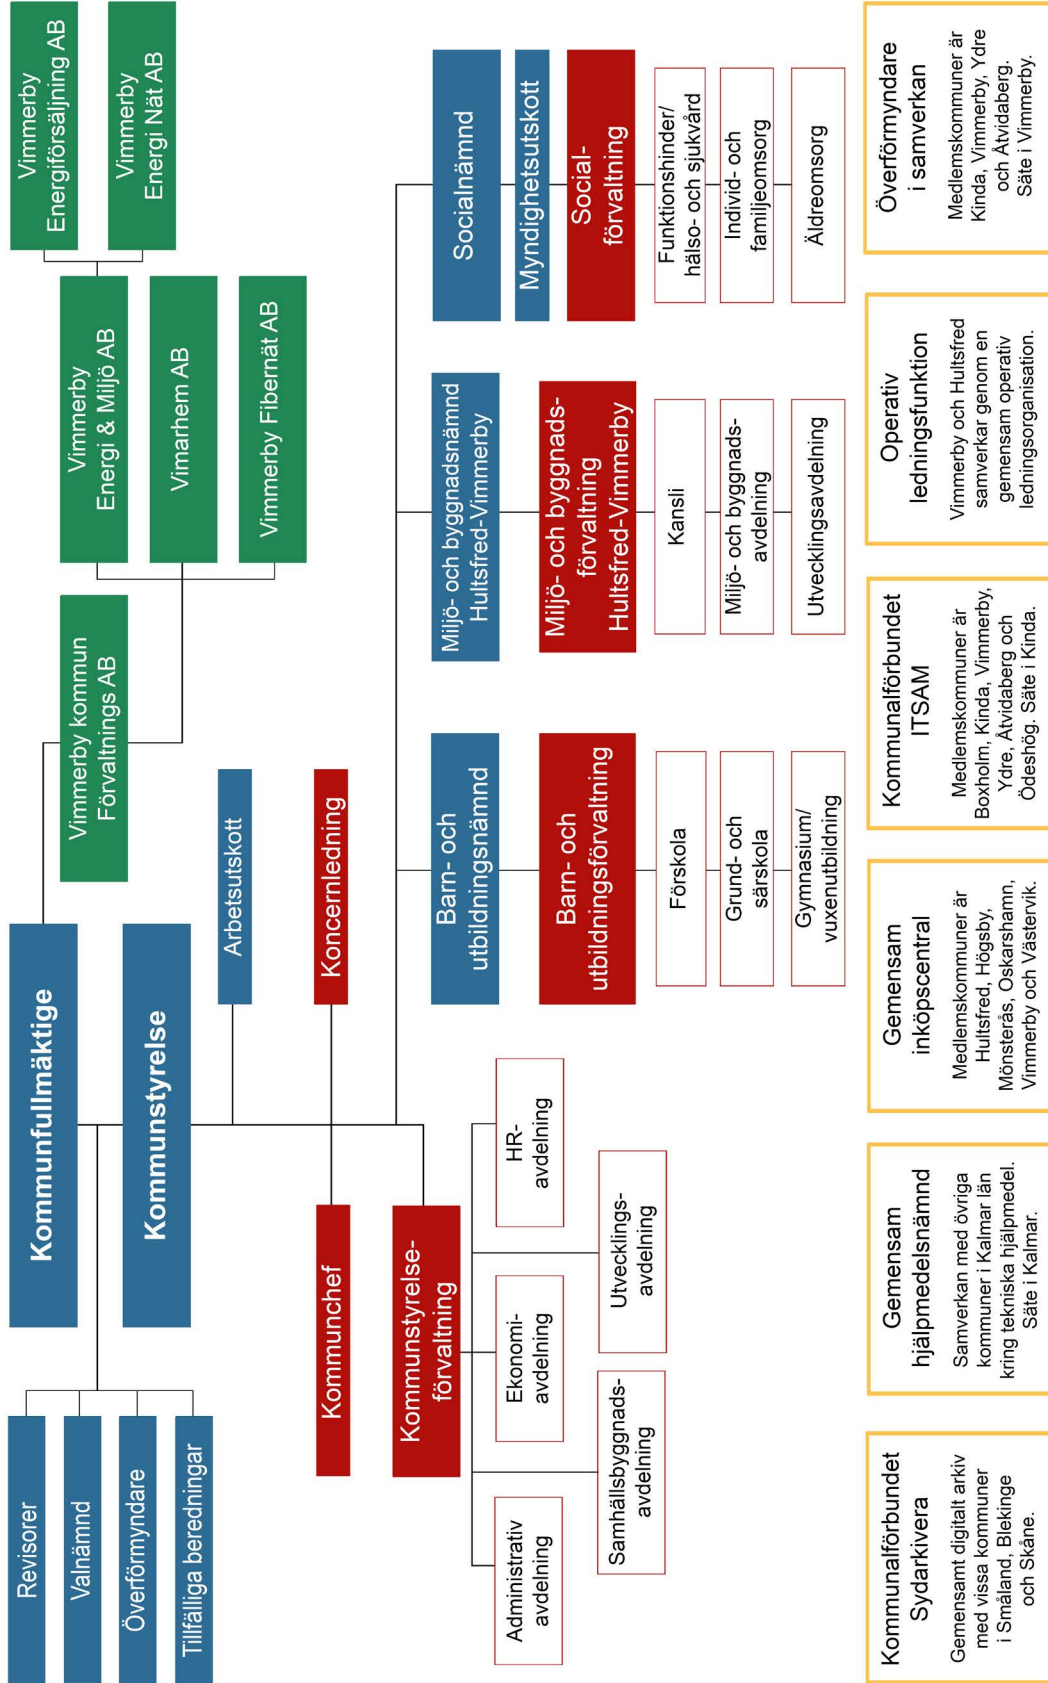 Revisorer
Valnämnd
Överförmyndare
Tillfälliga beredningar
Kommunfullmäktige
Kommunstyrelse
Vimmerby kommun
Förvaltnings AB
Vimmerby
Energi & Miljö AB
Vimarhem AB
Vimmerby Fibernät AB
Vimmerby
Energiförsäljning AB
Vimmerby
Energi Nät AB
Arbetsutskott
Kommunchef
Koncernledning
Kommunstyrelse-
förvaltning
Administrativ
avdelning
Ekonomi-
avdelning
HR-
avdelning
Samhällsbyggnads-
avdelning
Utvecklings-
avdelning
Barn- och
utbildningsnämnd
Barn- och
utbildningsförvaltning
Förskola
Grund- och
särskola
Gymnasium/
vuxenutbildning
Miljö- och byggnadsnämnd
Hultsfred-Vimmerby
Miljö- och byggnads-
förvaltning
Hultsfred-Vimmerby
Kansli
Miljö- och byggnads-
avdelning
Utvecklingsavdelning
Socialnämnd
Myndighetsutskott
Social-
förvaltning
Funktionshinder/
hälso- och sjukvård
Individ- och
familjeomsorg
Äldreomsorg
Kommunalförbundet
Sydarkivera
Gemensamt digitalt arkiv
med vissa kommuner
i Småland, Blekinge
och Skåne.
Gemensam
hjälpmedelsnämnd
Samverkan med övriga
kommuner i Kalmar län
kring tekniska hjälpmedel.
Säte i Kalmar.
Gemensam
inköpscentral
Medlemskommuner är
Hultsfred, Högsby,
Mönsterås, Oskarshamn,
Vimmerby och Västervik.
Kommunalförbundet
ITSAM
Medlemskommuner är
Boxholm, Kinda, Vimmerby,
Ydre, Åtvidaberg och
Ödeshög. Säte i Kinda.
Operativ
ledningsfunktion
Vimmerby och Hultsfred
samverkar genom en
gemensam operativ
ledningsorganisation.
Överförmyndare
i samverkan
Medlemskommuner är
Kinda, Vimmerby, Ydre
och Åtvidaberg.
Säte i Vimmerby.